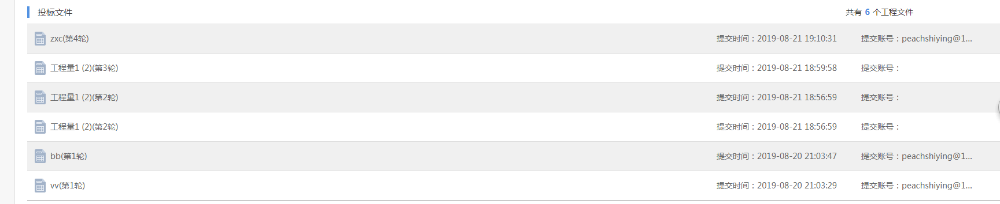 投标文件 共有 6 个工程文件
zxc(第4轮) 提交时间：2019-08-21 19:10:31 提交账号：peachshiying@1...
工程量1 (2)(第3轮) 提交时间：2019-08-21 18:59:58 提交账号：
工程量1 (2)(第2轮) 提交时间：2019-08-21 18:56:59 提交账号：
工程量1 (2)(第2轮) 提交时间：2019-08-21 18:56:59 提交账号：
bb(第1轮) 提交时间：2019-08-20 21:03:47 提交账号：peachshiying@1...
vv(第1轮) 提交时间：2019-08-20 21:03:29 提交账号：peachshiying@1...